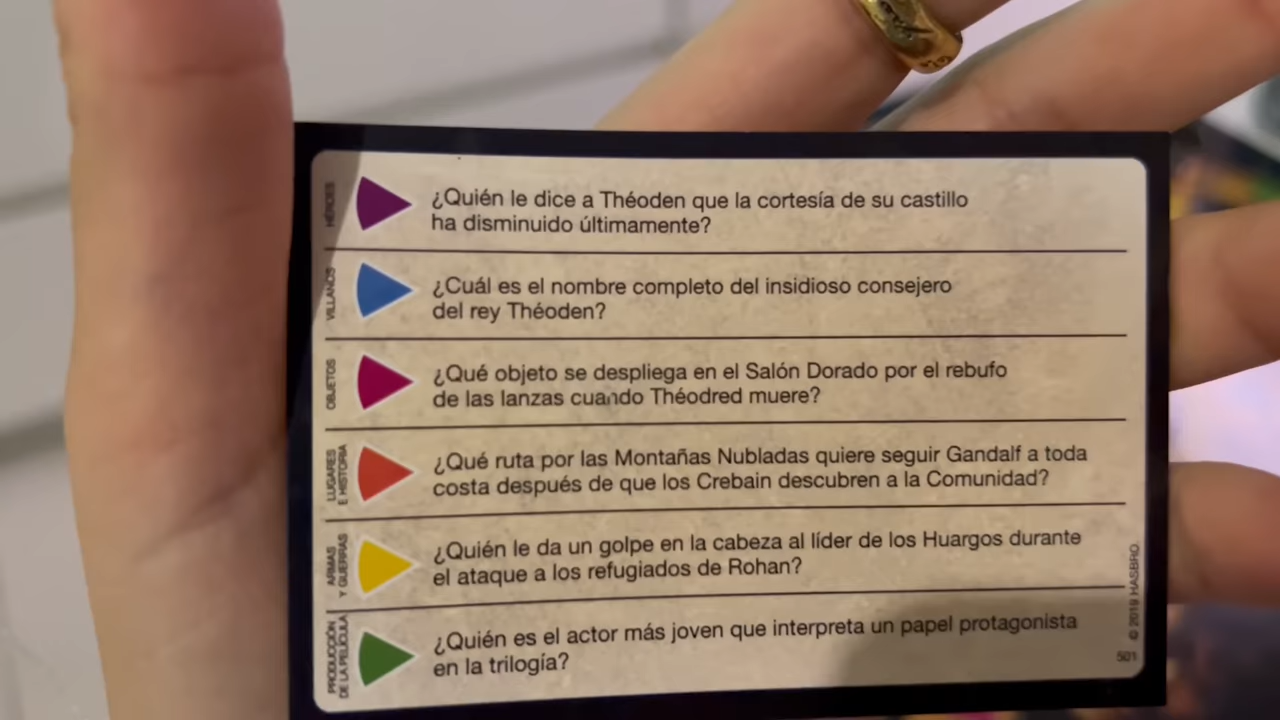 HÉROES
¿Quién le dice a Théoden que la cortesía de su castillo
ha disminuido últimamente?
VILLANOS
¿Cuál es el nombre completo del insidioso consejero
del rey Théoden?
OBJETOS
¿Qué objeto se despliega en el Salón Dorado por el rebufo
de las lanzas cuando Théodred muere?
LUGARES
E HISTORIA
¿Qué ruta por las Montañas Nubladas quiere seguir Gandalf a toda
costa después de que los Crebain descubren a la Comunidad?
ARMAS
Y GUERRAS
¿Quién le da un golpe en la cabeza al líder de los Huargos durante
el ataque a los refugiados de Rohan?
PRODUCCIÓN
DE LA PELÍCULA
¿Quién es el actor más joven que interpreta un papel protagonista
en la trilogía?
© 2019 HASBRO.
501